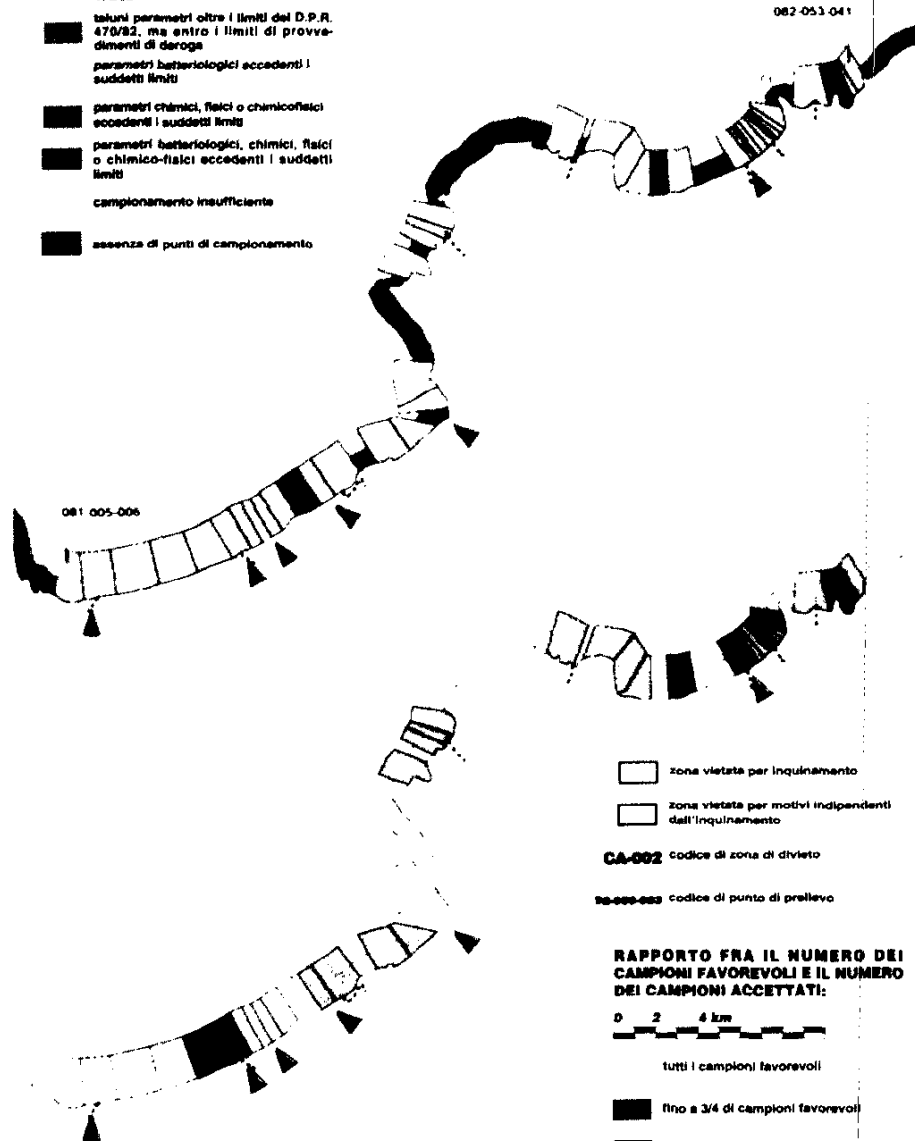 taluni parametri oltre i limiti del D.P.R.
470/82, ma entro i limiti di provve-
dimenti di deroga
parametri batteriologici eccedenti i
suddetti limiti
parametri chimici, fisici o chimicofisici
eccedenti i suddetti limiti
parametri batteriologici, chimici, fisici
o chimico-fisici eccedenti i suddetti
limiti
campionamento insufficiente
assenza di punti di campionamento
082-053-041
081 005-006
zona vietata per inquinamento
zona vietata per motivi indipendenti
dall'inquinamento
CA-002 codice di zona di divieto
codice di punto di prelievo
RAPPORTO FRA IL NUMERO DEI
CAMPIONI FAVOREVOLI E IL NUMERO
DEI CAMPIONI ACCETTATI:
0 2 4 km
tutti i campioni favorevoli
fino a 3/4 di campioni favorevoli